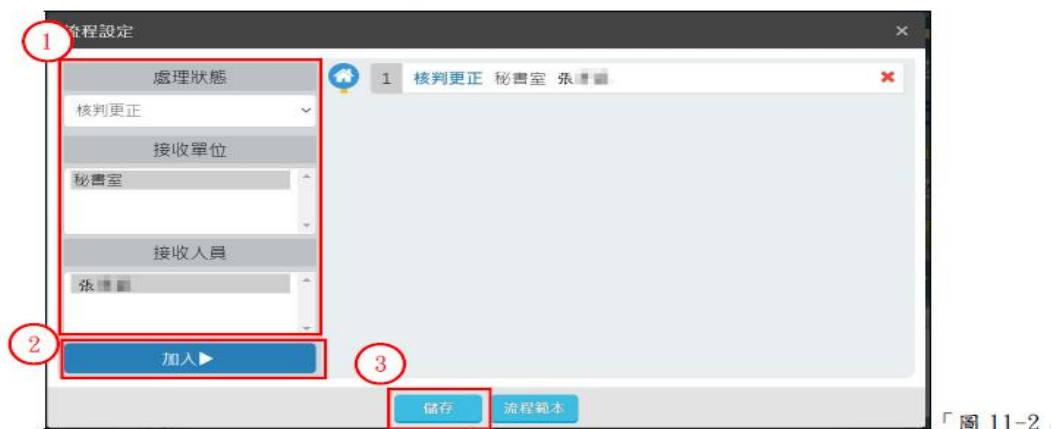 流程設定
×
1
處理狀態
核判更正
接收單位
秘書室
接收人員
張
2
加入▶
1 核判更正 秘書室 張
3
儲存 流程範本
「圖 11-2